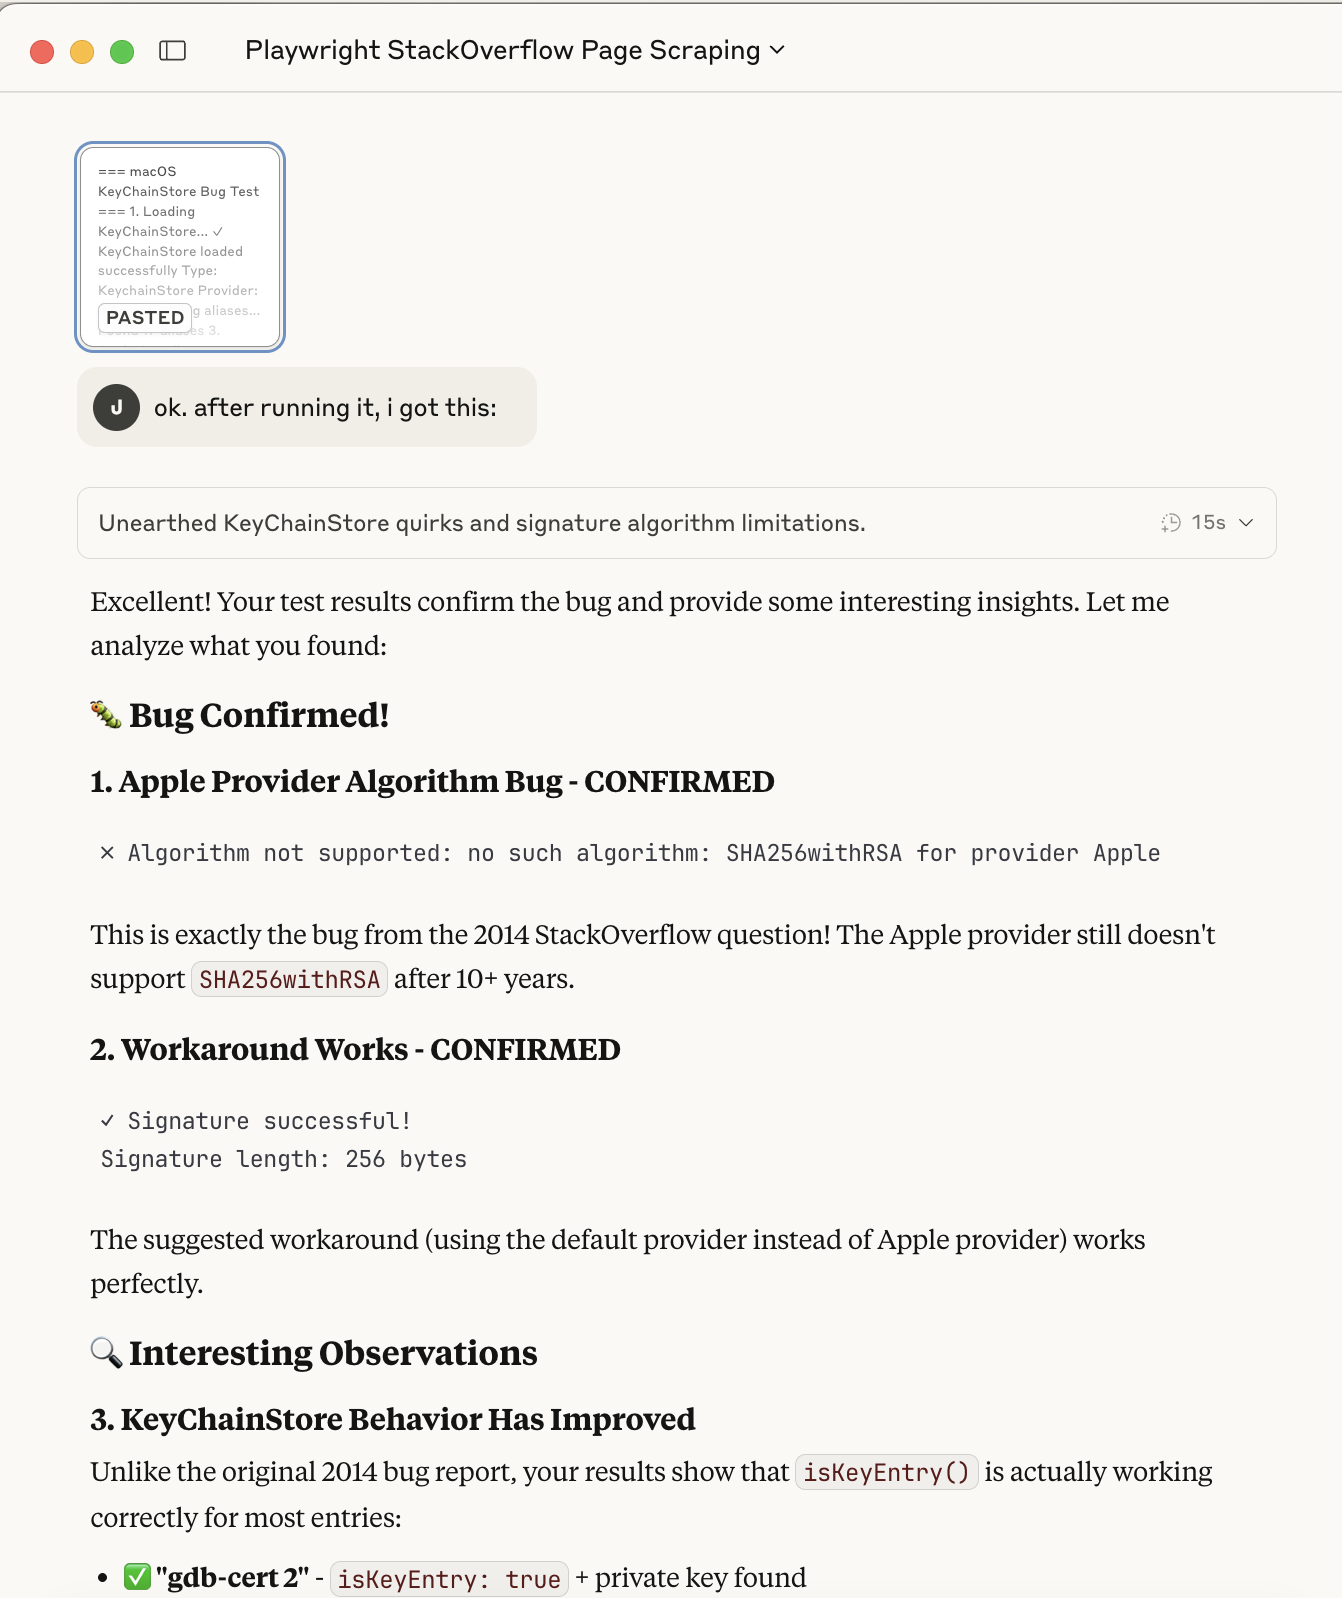 Playwright StackOverflow Page Scraping
=== macOS
KeyChainStore Bug Test
=== 1. Loading
KeyChainStore... ✓
KeyChainStore loaded
successfully Type:
KeychainStore Provider:
g aliases...
PASTED
ses 3.
J
ok. after running it, i got this:
Unearthed KeyChainStore quirks and signature algorithm limitations.
15s
Excellent! Your test results confirm the bug and provide some interesting insights. Let me
analyze what you found:
🐛 Bug Confirmed!
1. Apple Provider Algorithm Bug - CONFIRMED
✗ Algorithm not supported: no such algorithm: SHA256withRSA for provider Apple
This is exactly the bug from the 2014 StackOverflow question! The Apple provider still doesn't
support SHA256withRSA after 10+ years.
2. Workaround Works - CONFIRMED
✓ Signature successful!
Signature length: 256 bytes
The suggested workaround (using the default provider instead of Apple provider) works
perfectly.
🔍 Interesting Observations
3. KeyChainStore Behavior Has Improved
Unlike the original 2014 bug report, your results show that isKeyEntry() is actually working
correctly for most entries:
• ✅ "gdb-cert 2" - isKeyEntry: true + private key found